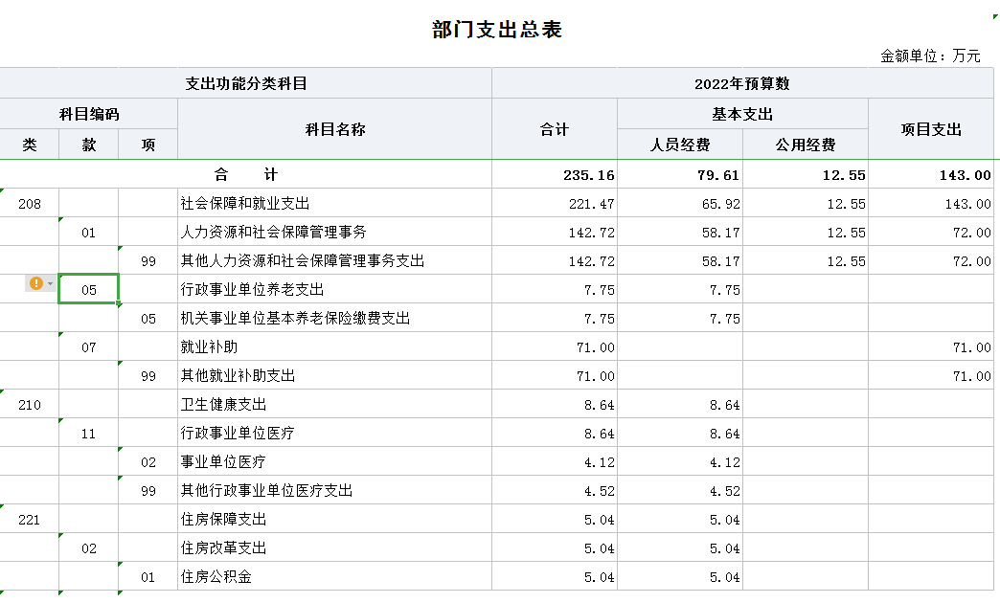 部门支出总表
金额单位：万元
支出功能分类科目 2022年预算数
科目编码 科目名称 合计 基本支出 项目支出
类 款 项 人员经费 公用经费
合 计 235.16 79.61 12.55 143.00
208 社会保障和就业支出 221.47 65.92 12.55 143.00
01 人力资源和社会保障管理事务 142.72 58.17 12.55 72.00
99 其他人力资源和社会保障管理事务支出 142.72 58.17 12.55 72.00
05 行政事业单位养老支出 7.75 7.75
05 机关事业单位基本养老保险缴费支出 7.75 7.75
07 就业补助 71.00 71.00
99 其他就业补助支出 71.00 71.00
210 卫生健康支出 8.64 8.64
11 行政事业单位医疗 8.64 8.64
02 事业单位医疗 4.12 4.12
99 其他行政事业单位医疗支出 4.52 4.52
221 住房保障支出 5.04 5.04
02 住房改革支出 5.04 5.04
01 住房公积金 5.04 5.04